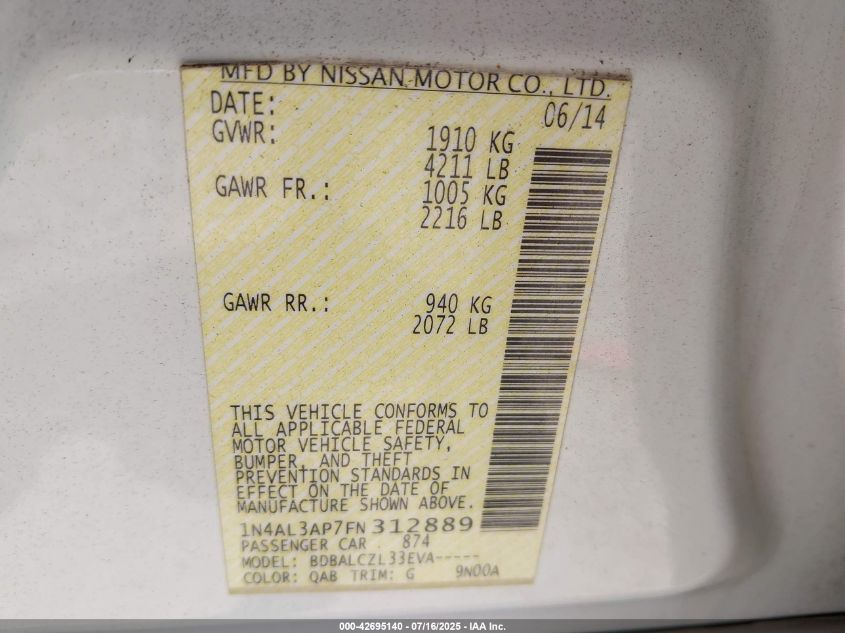 MFD BY NISSAN MOTOR CO., LTD.
DATE: 06/14
GVWR: 1910 KG
4211 LB
GAWR FR.: 1005 KG
2216 LB
GAWR RR.: 940 KG
2072 LB
THIS VEHICLE CONFORMS TO
ALL APPLICABLE FEDERAL
MOTOR VEHICLE SAFETY,
BUMPER, AND THEFT
PREVENTION STANDARDS IN
EFFECT ON THE DATE OF
MANUFACTURE SHOWN ABOVE.
1N4AL3AP7FN312889
PASSENGER CAR 874
MODEL: BDBALCZL33EVA-----
COLOR: QAB TRIM: G 9N00A
000-42695140 - 07/16/2025 - IAA Inc.